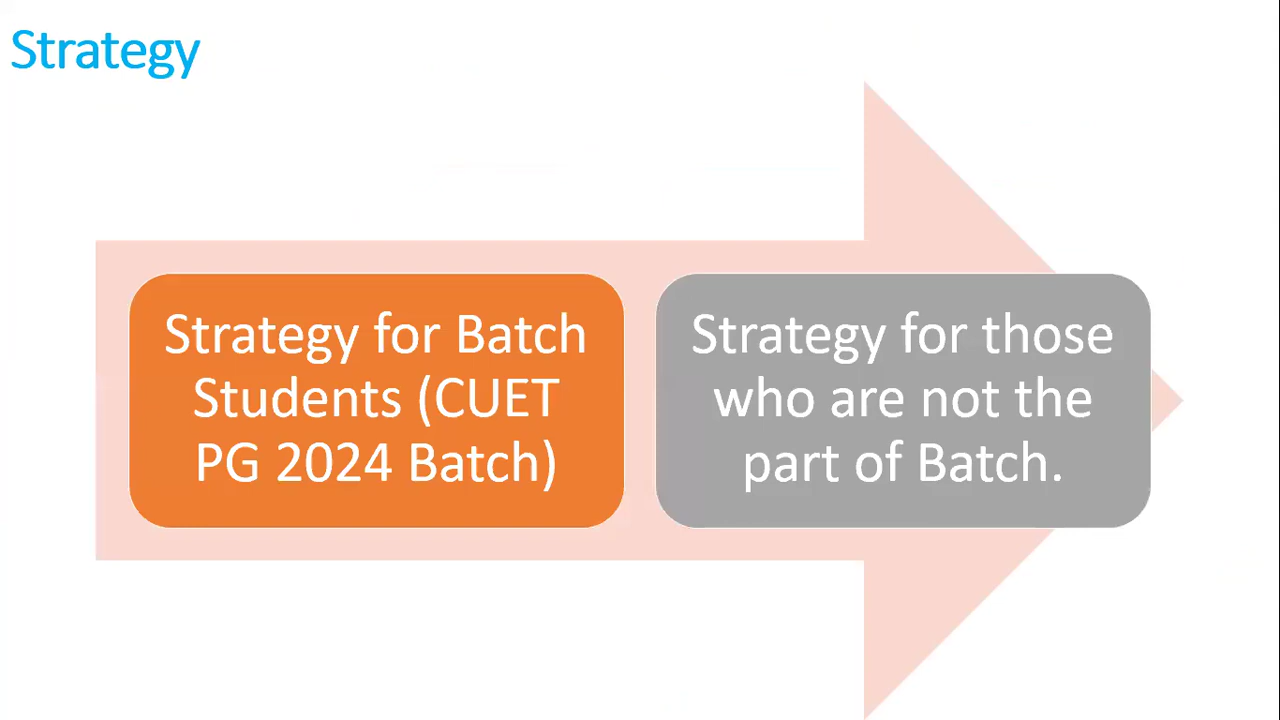 Strategy
Strategy for Batch
Students (CUET
PG 2024 Batch)
Strategy for those
who are not the
part of Batch.